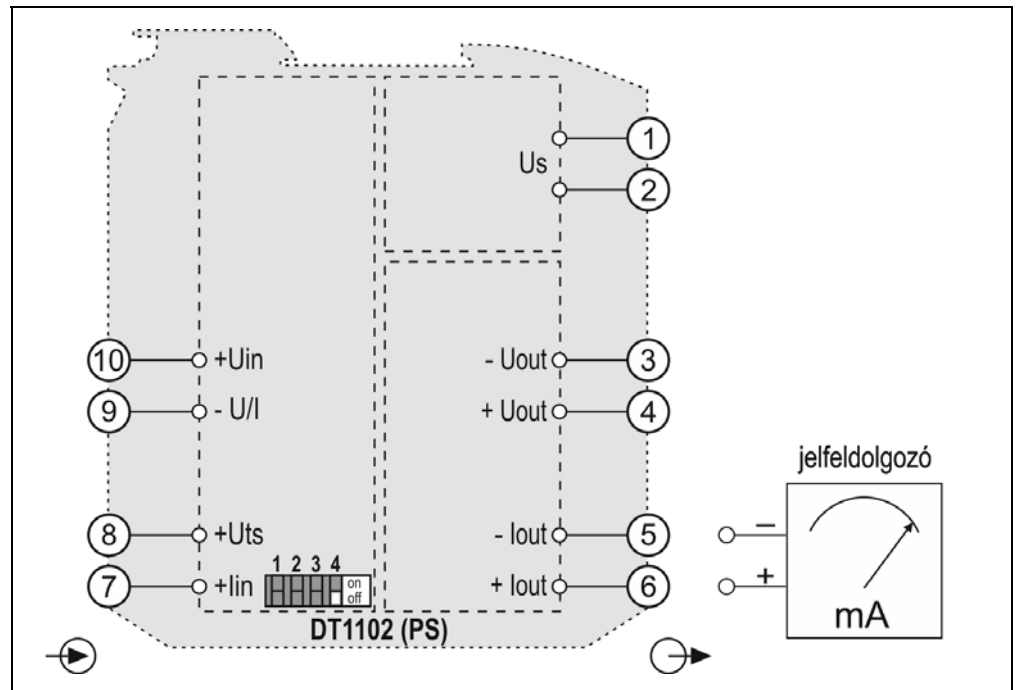 1
Us
2
10 +Uin
- Uout 3
9 - U/I
+ Uout 4
jelfeldolgozó
8 +Uts
- Iout 5
−
1 2 3 4
on
off
7 +Iin
+ Iout 6
+
mA
DT1102 (PS)